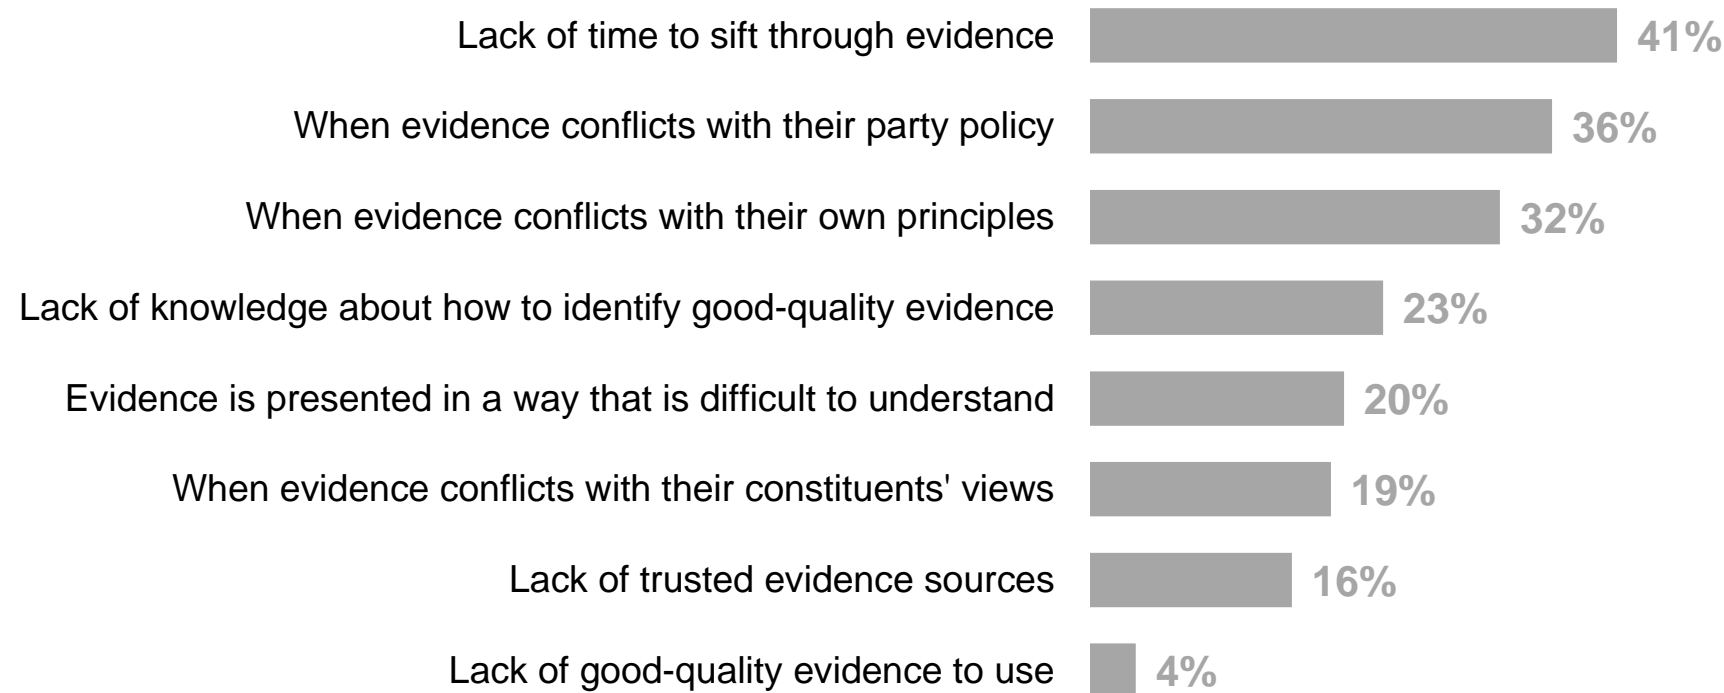 Lack of time to sift through evidence 41%
When evidence conflicts with their party policy 36%
When evidence conflicts with their own principles 32%
Lack of knowledge about how to identify good-quality evidence 23%
Evidence is presented in a way that is difficult to understand 20%
When evidence conflicts with their constituents' views 19%
Lack of trusted evidence sources 16%
Lack of good-quality evidence to use 4%